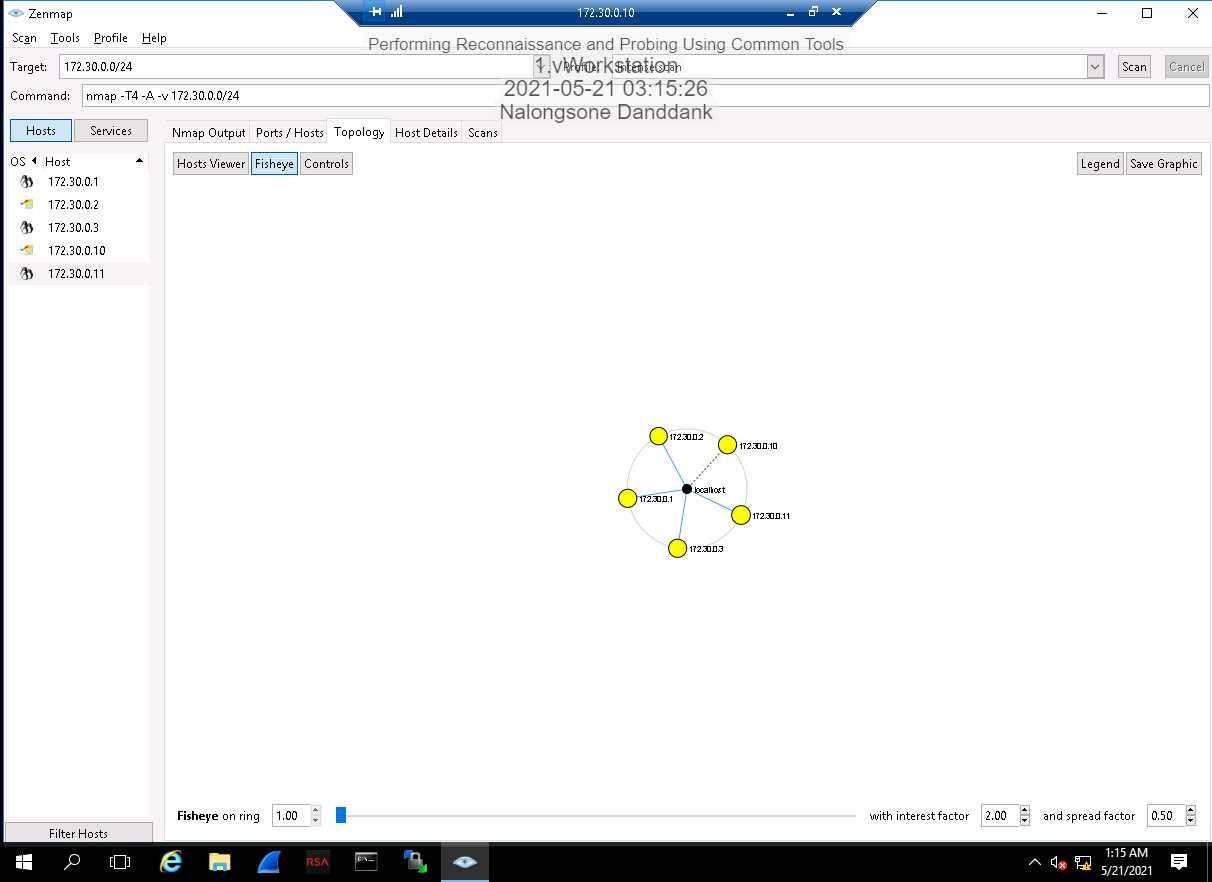 Zenmap
172.30.0.10
Scan Tools Profile Help
Performing Reconnaissance and Probing Using Common Tools
Target: 172.30.0.0/24 Profile: Intense scan Scan Cancel
1. vWorkstation
2021-05-21 03:15:26
Command: nmap -T4 -A -v 172.30.0.0/24
Nalongsone Danddank
Hosts Services
Nmap Output Ports / Hosts Topology Host Details Scans
OS Host
Hosts Viewer Fisheye Controls Legend Save Graphic
172.30.0.1
172.30.0.2
172.30.0.3
172.30.0.10
172.30.0.11
172.30.0.2
172.30.0.10
localhost
172.30.0.1
172.30.0.11
172.30.0.3
Fisheye on ring 1.00 with interest factor 2.00 and spread factor 0.50
Filter Hosts
RSA
C:\_
1:15 AM
5/21/2021